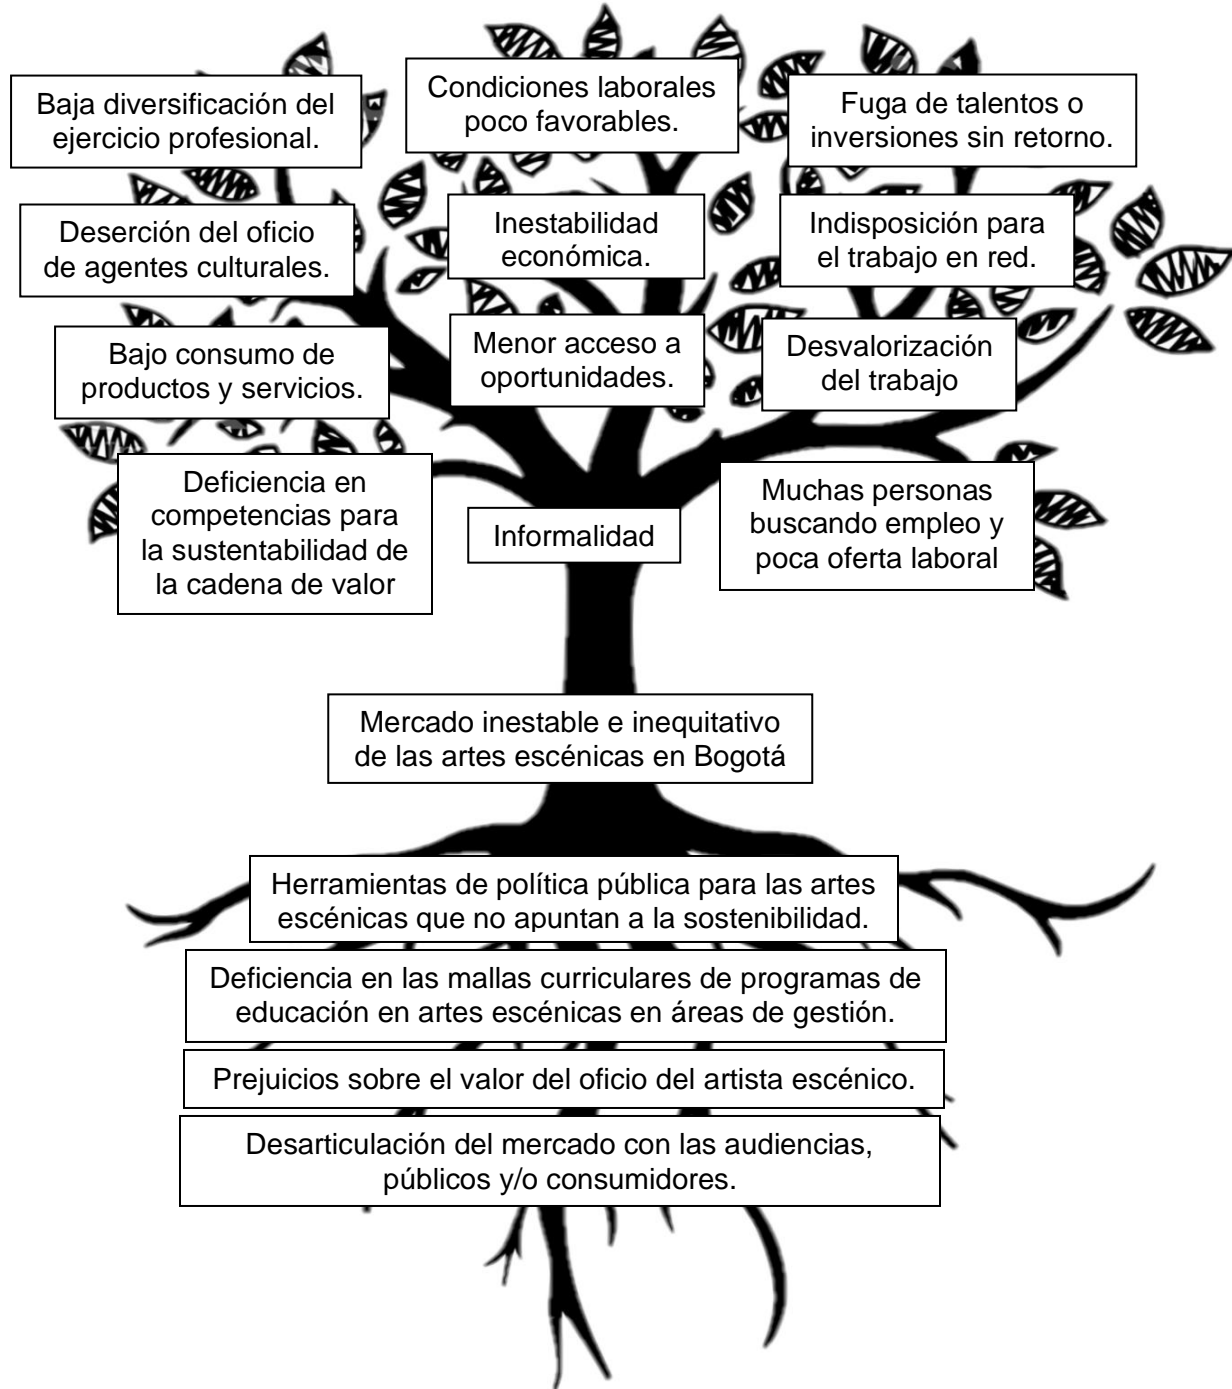 Baja diversificación del
ejercicio profesional.
Condiciones laborales
poco favorables.
Fuga de talentos o
inversiones sin retorno.
Deserción del oficio
de agentes culturales.
Inestabilidad
económica.
Indisposición para
el trabajo en red.
Bajo consumo de
productos y servicios.
Menor acceso a
oportunidades.
Desvalorización
del trabajo
Deficiencia en
competencias para
la sustentabilidad de
la cadena de valor
Informalidad
Muchas personas
buscando empleo y
poca oferta laboral
Mercado inestable e inequitativo
de las artes escénicas en Bogotá
Herramientas de política pública para las artes
escénicas que no apuntan a la sostenibilidad.
Deficiencia en las mallas curriculares de programas de
educación en artes escénicas en áreas de gestión.
Prejuicios sobre el valor del oficio del artista escénico.
Desarticulación del mercado con las audiencias,
públicos y/o consumidores.